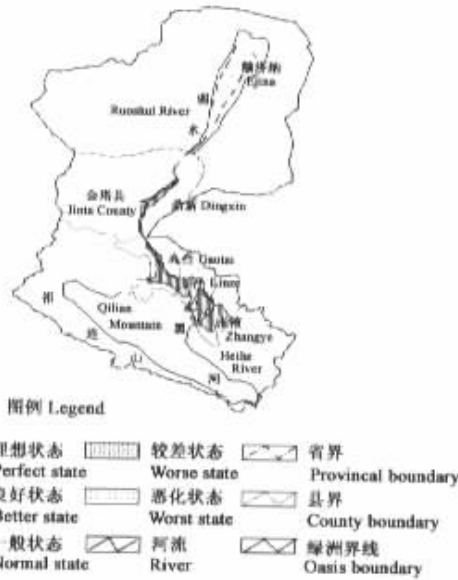 额济纳
Ejina
弱
Ruoshui River
水
金塔县
Jinta County
鼎新 Dingxin
高台 Gaotai
临泽 Linze
祁
Qilian
连
Mountain
黑
张掖
Zhangye
山
Heihe
River
河
图例 Legend
理想状态 较差状态 省界
Perfect state Worse state Provincal boundary
良好状态 恶化状态 县界
Better state Worst state County boundary
一般状态 河流 绿洲界线
Normal state River Oasis boundary